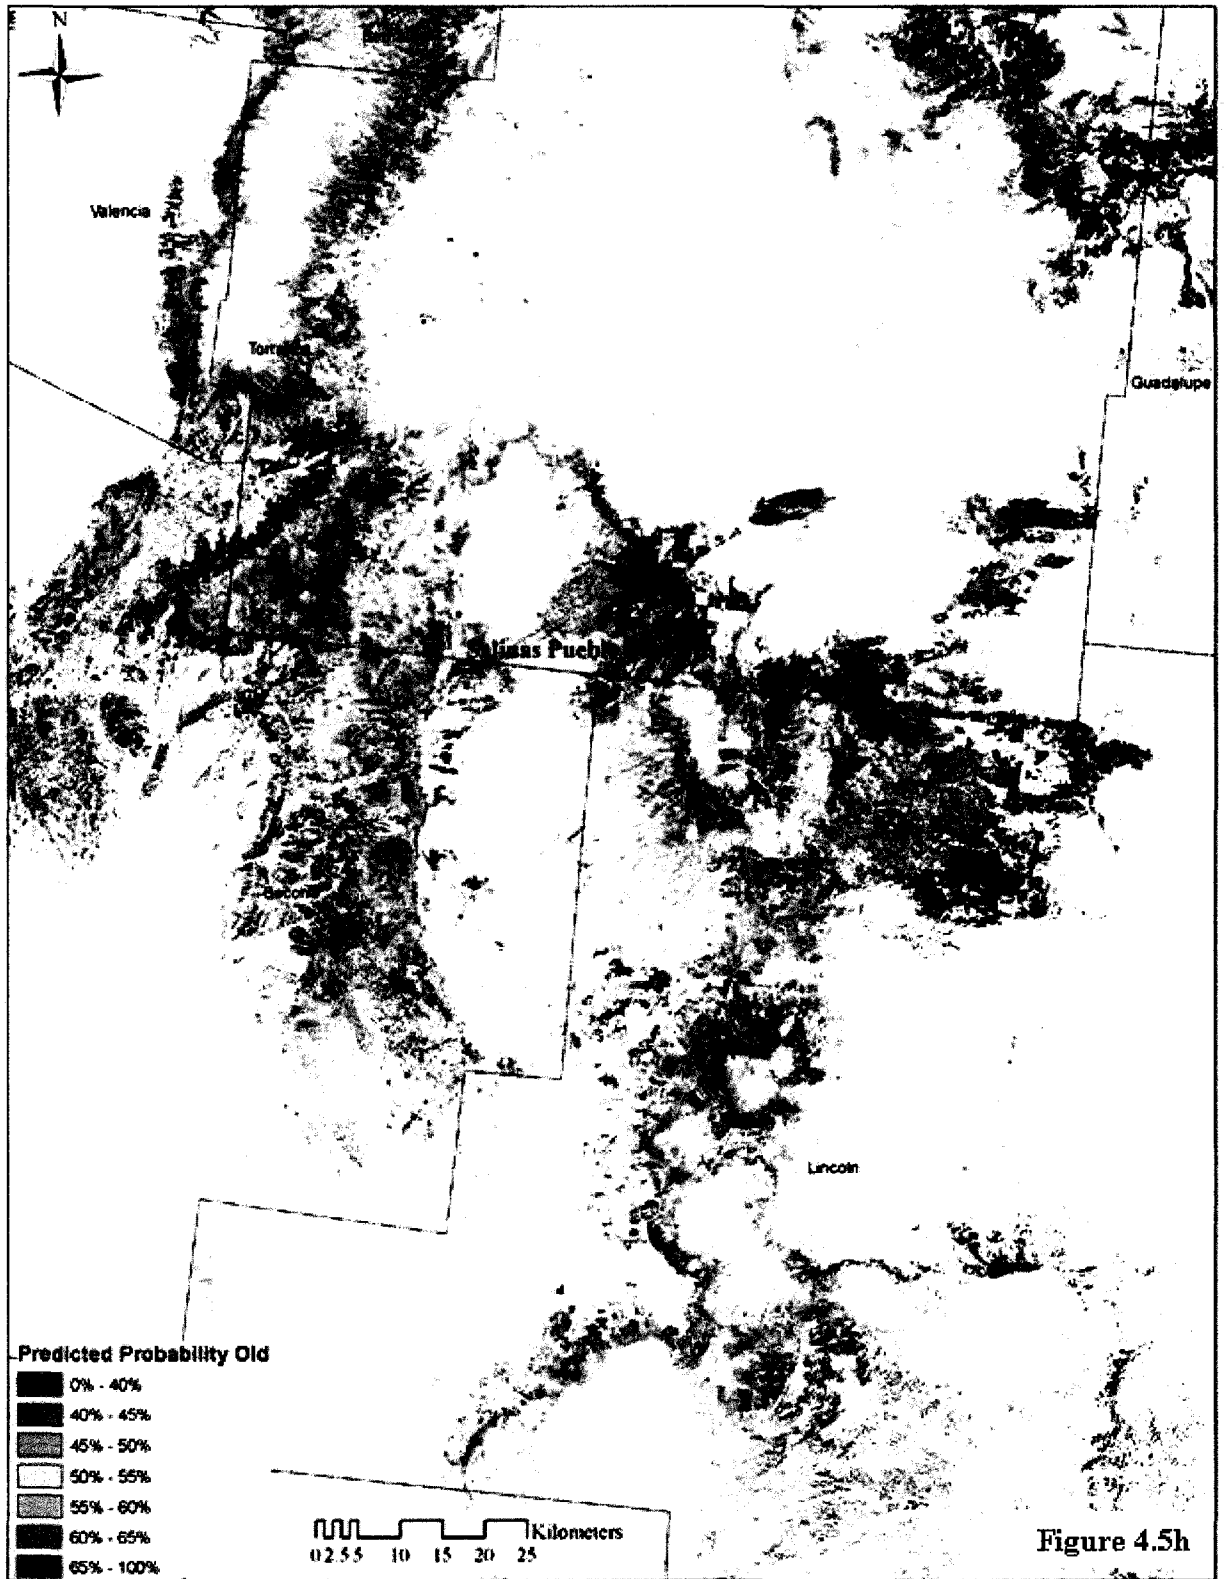 N
Valencia
Guadalupe
Lincoln
Predicted Probability Old
0% - 40%
40% - 45%
45% - 50%
50% - 55%
55% - 60%
60% - 65%
65% - 100%
0 2.5 5 10 15 20 25
Kilometers
Figure 4.5h
Salinas